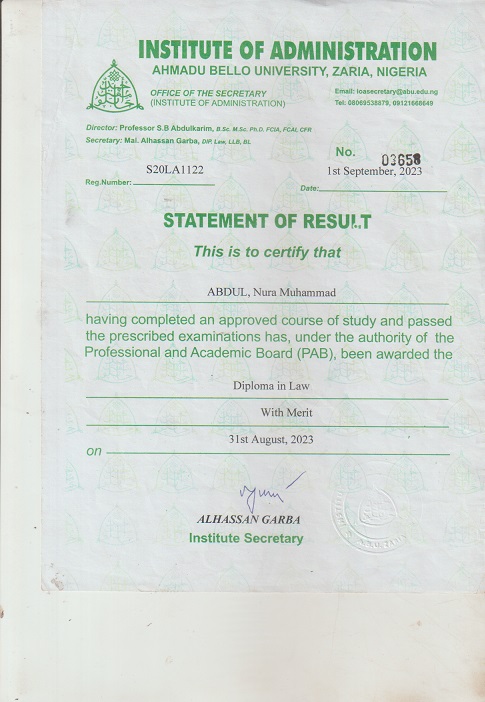 INSTITUTE OF ADMINISTRATION
AHMADU BELLO UNIVERSITY, ZARIA, NIGERIA
OFFICE OF THE SECRETARY
(INSTITUTE OF ADMINISTRATION)
Email: ioasecretary@abu.edu.ng
Tel: 08069538879, 09121668649
Director: Professor S.B Abdulkarim, B.Sc. M.Sc. Ph.D. FCIA, FCAI, CFR
Secretary: Mal. Alhassan Garba, DIP. Law, LLB, BL
No. 03658
Reg.Number: S20LA1122
Date: 1st September, 2023
STATEMENT OF RESULT
This is to certify that
ABDUL, Nura Muhammad
having completed an approved course of study and passed
the prescribed examinations has, under the authority of the
Professional and Academic Board (PAB), been awarded the
Diploma in Law
With Merit
on 31st August, 2023
ALHASSAN GARBA
Institute Secretary